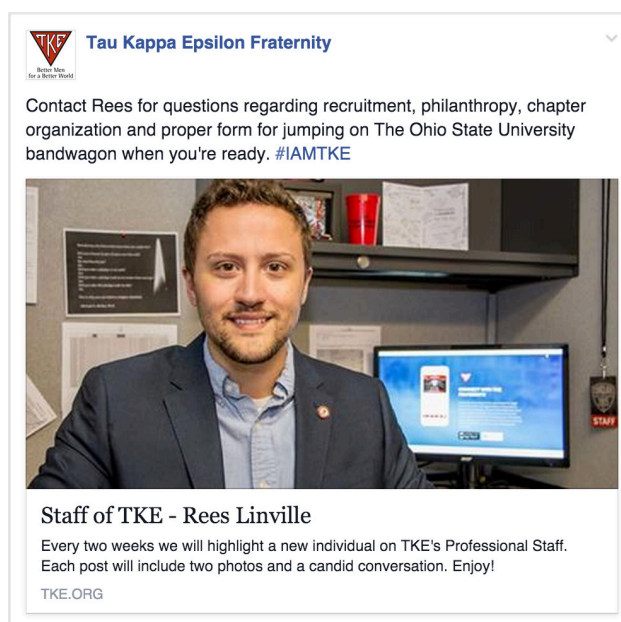 TKE
Better Men
for a Better World
Tau Kappa Epsilon Fraternity
Contact Rees for questions regarding recruitment, philanthropy, chapter
organization and proper form for jumping on The Ohio State University
bandwagon when you're ready. #IAMTKE
STAFF
Staff of TKE - Rees Linville
Every two weeks we will highlight a new individual on TKE's Professional Staff.
Each post will include two photos and a candid conversation. Enjoy!
TKE.ORG